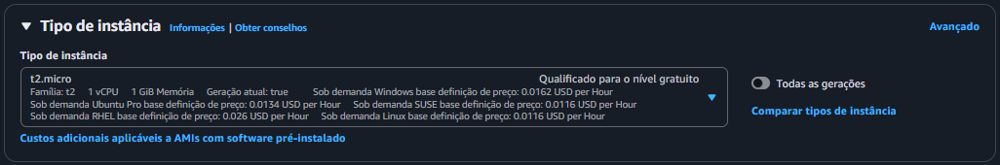 Tipo de instância Informações | Obter conselhos Avançado
Tipo de instância
t2.micro Qualificado para o nível gratuito
Família: t2 1 vCPU 1 GiB Memória Geração atual: true Sob demanda Windows base definição de preço: 0.0162 USD per Hour
Sob demanda Ubuntu Pro base definição de preço: 0.0134 USD per Hour Sob demanda SUSE base definição de preço: 0.0116 USD per Hour
Sob demanda RHEL base definição de preço: 0.026 USD per Hour Sob demanda Linux base definição de preço: 0.0116 USD per Hour
Todas as gerações
Comparar tipos de instância
Custos adicionais aplicáveis a AMIs com software pré-instalado